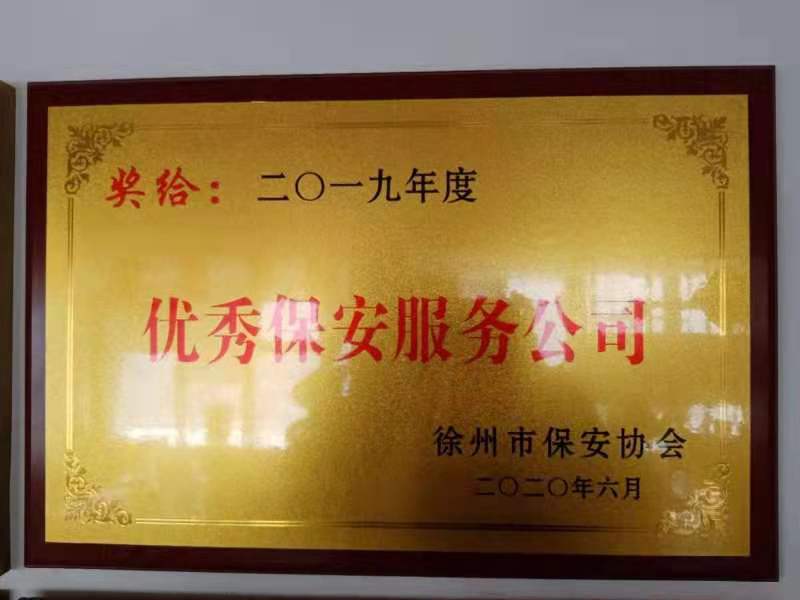 奖给：二〇一九年度
优秀保安服务公司
徐州市保安协会
二〇二〇年六月